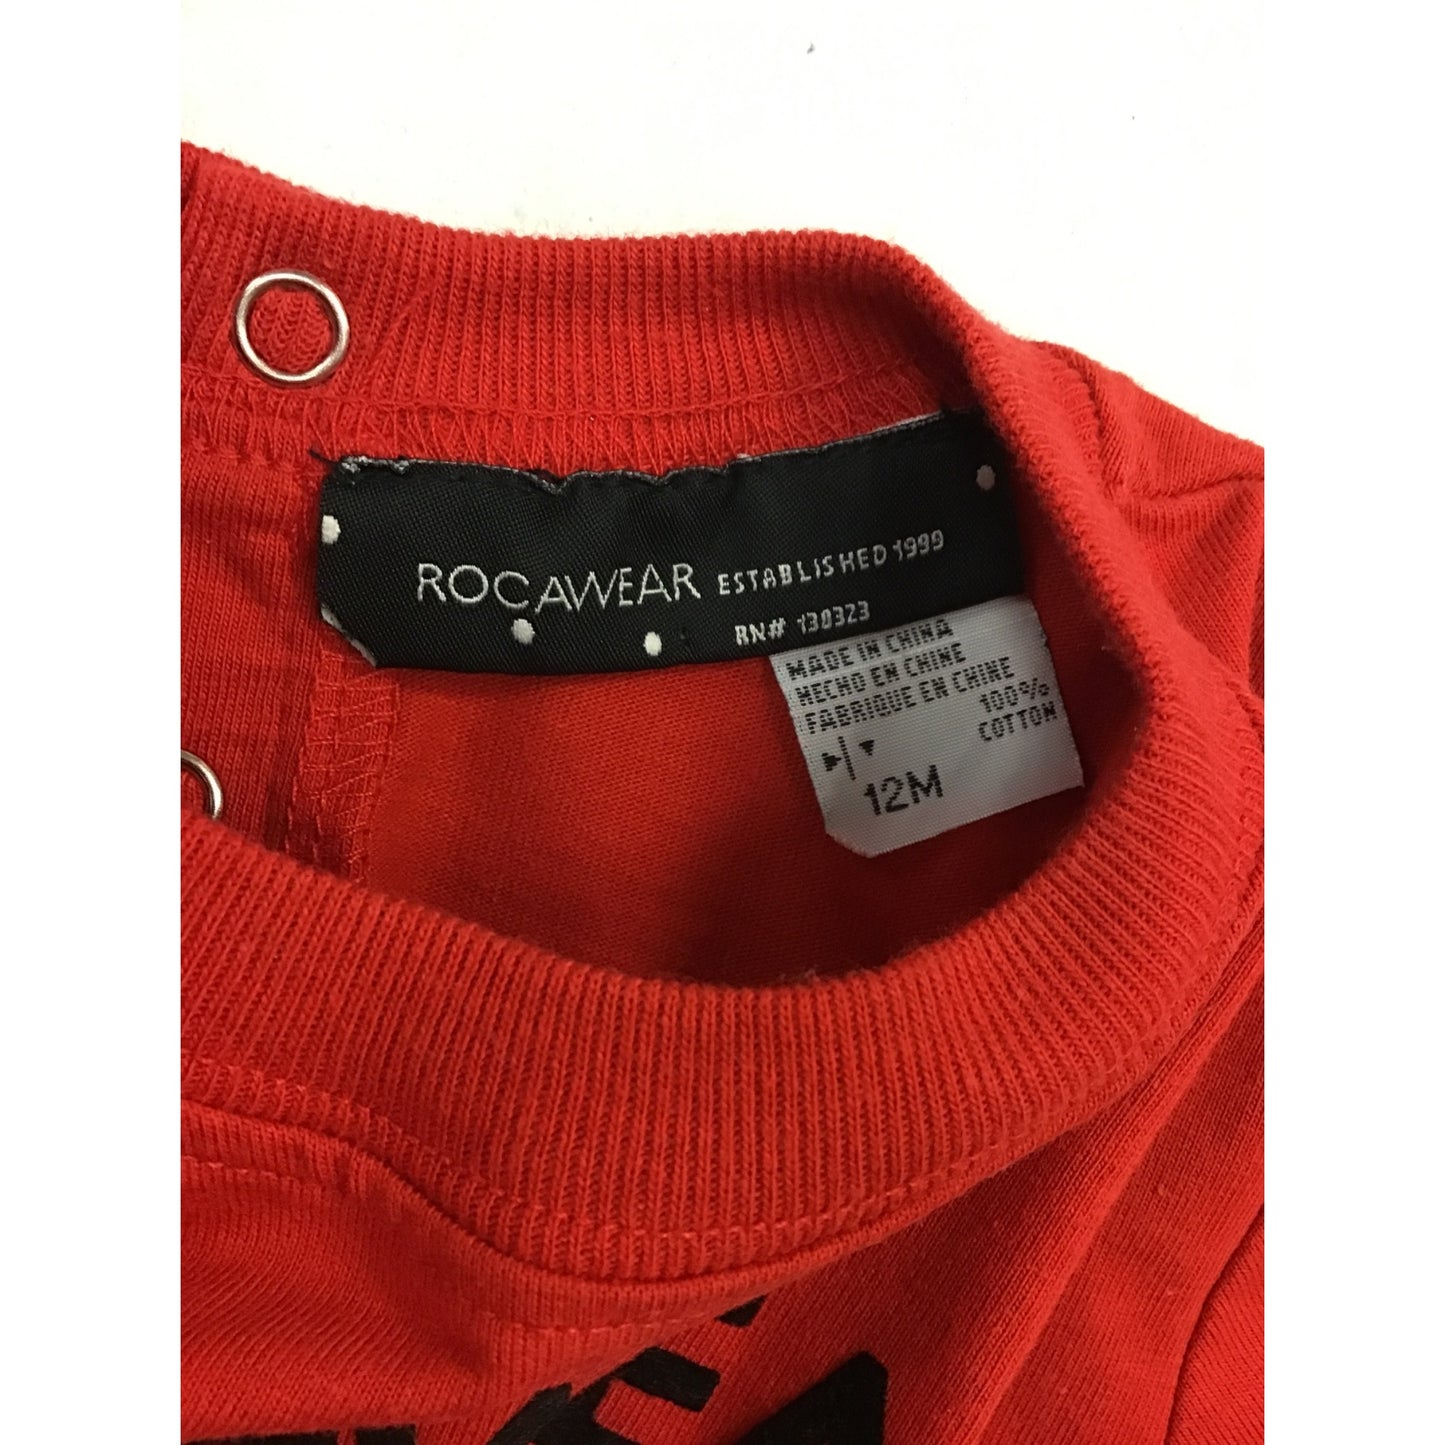 ROCAWEAR ESTABLISHED 1999
RN# 130323
MADE IN CHINA
HECHO EN CHINE
FABRIQUE EN CHINE
100%
COTTON
12M